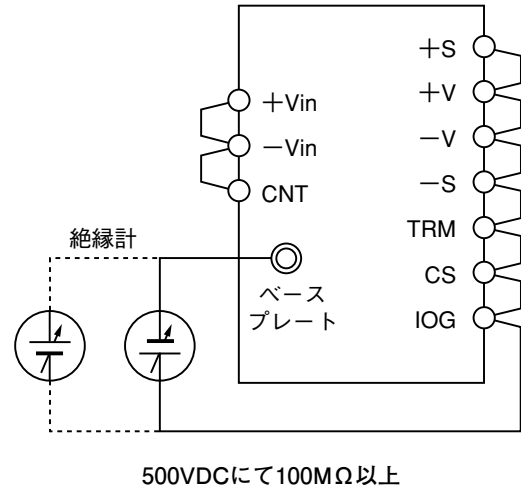 +S
+V
+Vin
−V
−Vin
−S
CNT
TRM
絶縁計
CS
ベース
プレート
IOG
500VDCにて100MΩ以上